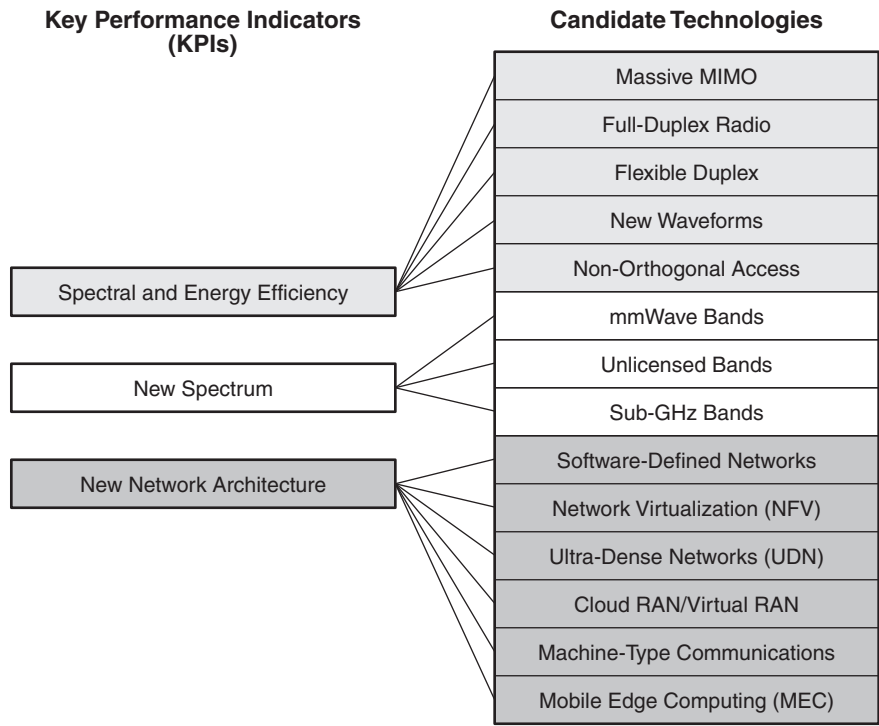 Key Performance Indicators
(KPIs)
Candidate Technologies
Massive MIMO
Full-Duplex Radio
Flexible Duplex
New Waveforms
Non-Orthogonal Access
mmWave Bands
Unlicensed Bands
Sub-GHz Bands
Software-Defined Networks
Network Virtualization (NFV)
Ultra-Dense Networks (UDN)
Cloud RAN/Virtual RAN
Machine-Type Communications
Mobile Edge Computing (MEC)
Spectral and Energy Efficiency
New Spectrum
New Network Architecture